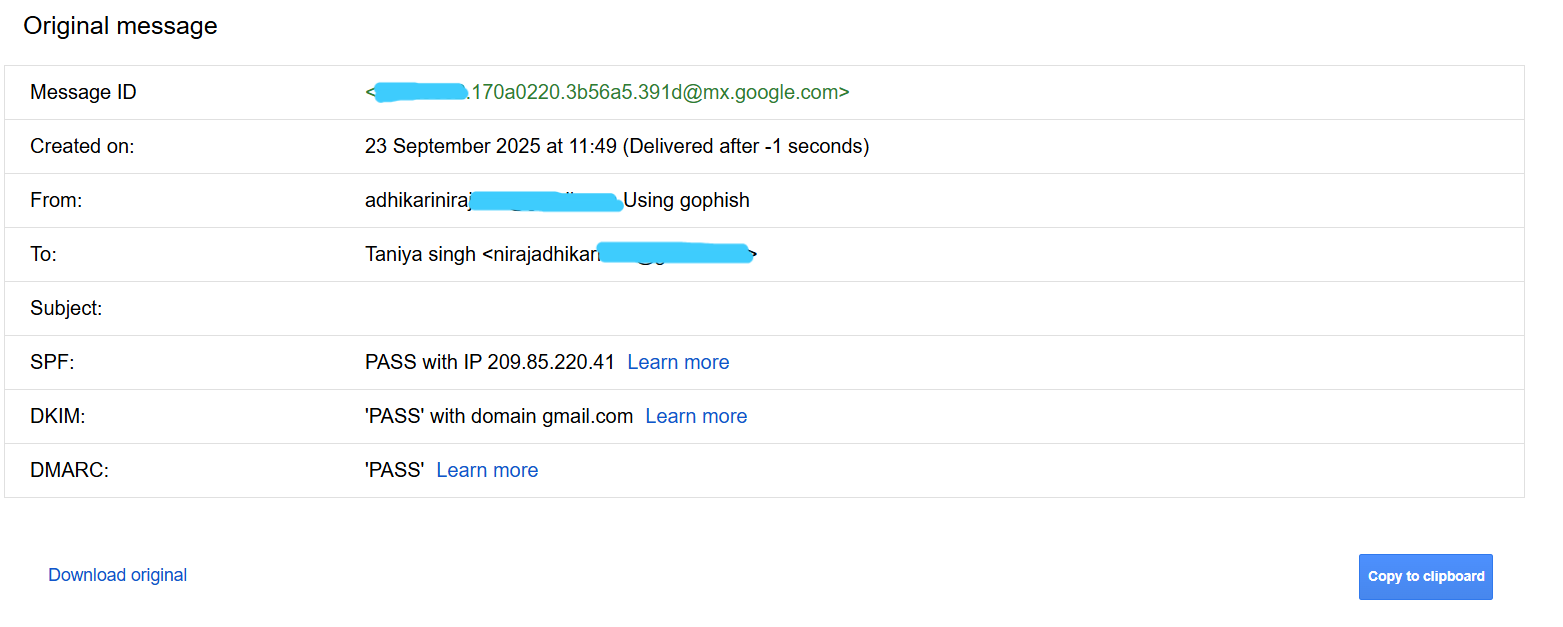 Original message
Message ID <.170a0220.3b56a5.391d@mx.google.com>
Created on: 23 September 2025 at 11:49 (Delivered after -1 seconds)
From: adhikariniraj Using gophish
To: Taniya singh <nirajadhikari >
Subject:
SPF: PASS with IP 209.85.220.41 Learn more
DKIM: 'PASS' with domain gmail.com Learn more
DMARC: 'PASS' Learn more
Download original
Copy to clipboard